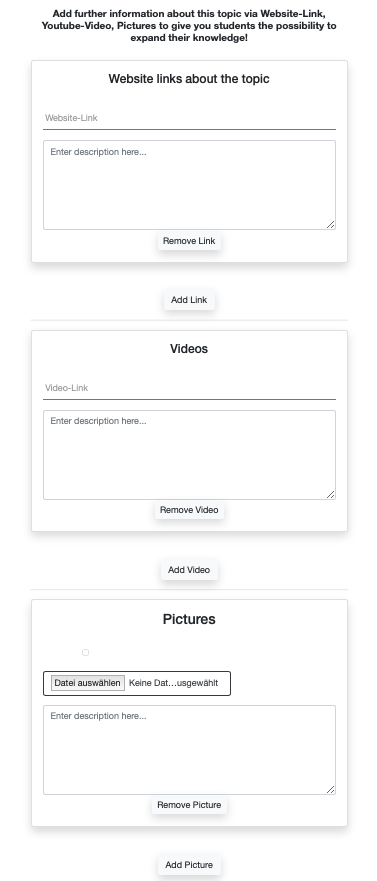 Add further information about this topic via Website-Link,
Youtube-Video, Pictures to give you students the possibility to
expand their knowledge!
Website links about the topic
Website-Link
Enter description here...
Remove Link
Add Link
Videos
Video-Link
Enter description here...
Remove Video
Add Video
Pictures
Datei auswählen Keine Dat...usgewählt
Enter description here...
Remove Picture
Add Picture